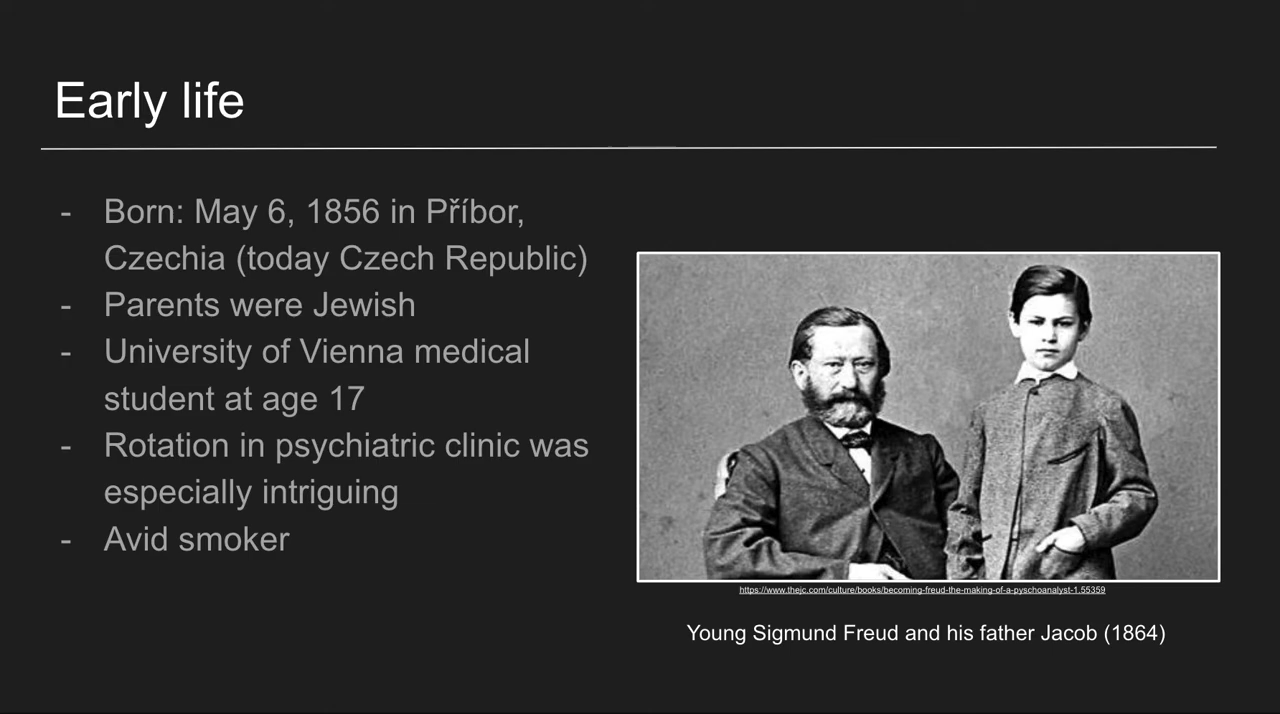 Early life
- Born: May 6, 1856 in Příbor,
Czechia (today Czech Republic)
- Parents were Jewish
- University of Vienna medical
student at age 17
- Rotation in psychiatric clinic was
especially intriguing
- Avid smoker
https://www.thejc.com/culture/books/becoming-freud-the-making-of-a-pyschoanalyst-1.55359
Young Sigmund Freud and his father Jacob (1864)